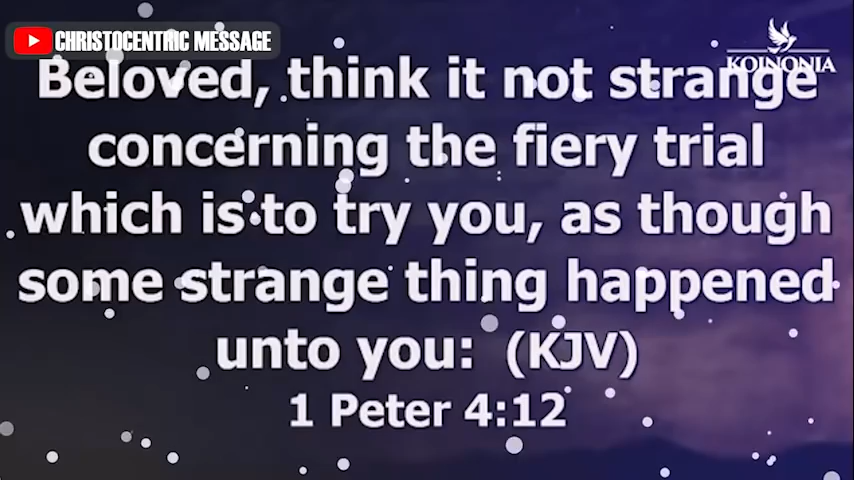 CHRISTOCENTRIC MESSAGE
KOINONIA
Beloved, think it not strange
concerning the fiery trial
which is to try you, as though
some strange thing happened
unto you: (KJV)
1 Peter 4:12